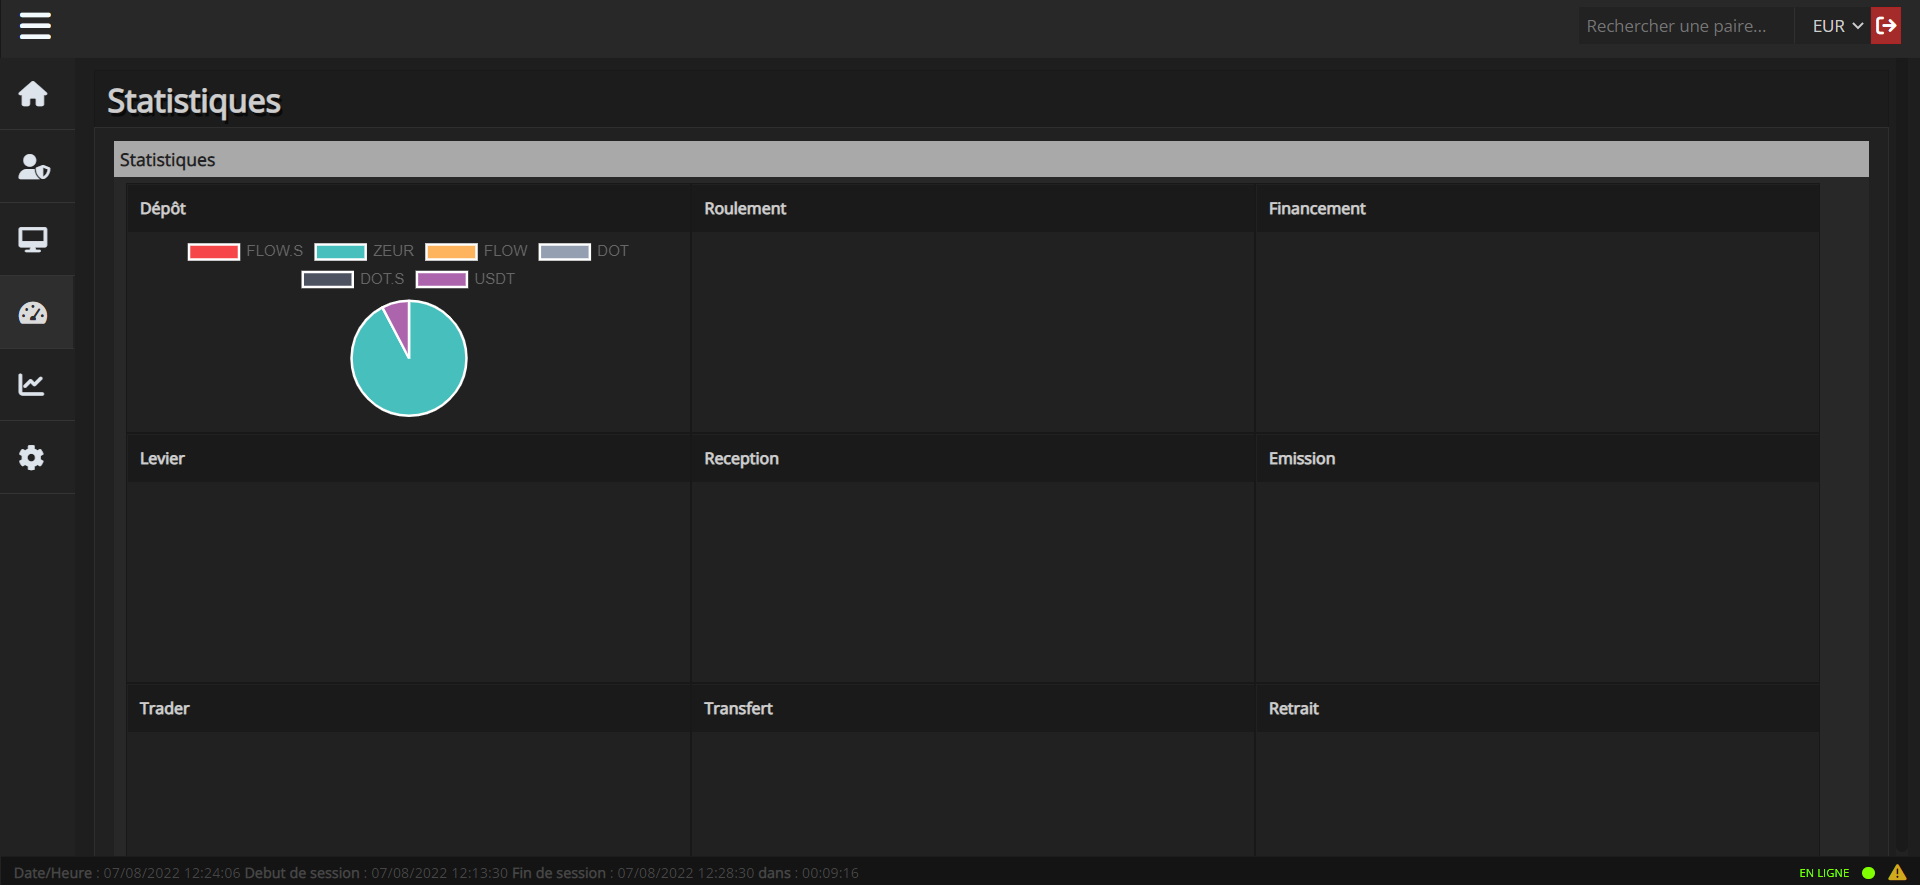 Rechercher une paire... EUR
Statistiques
Statistiques
Dépôt Roulement Financement
FLOW.S ZEUR FLOW DOT
DOT.S USDT
Levier Reception Emission
Trader Transfert Retrait
Date/Heure : 07/08/2022 12:24:06 Debut de session : 07/08/2022 12:13:30 Fin de session : 07/08/2022 12:28:30 dans : 00:09:16 EN LIGNE